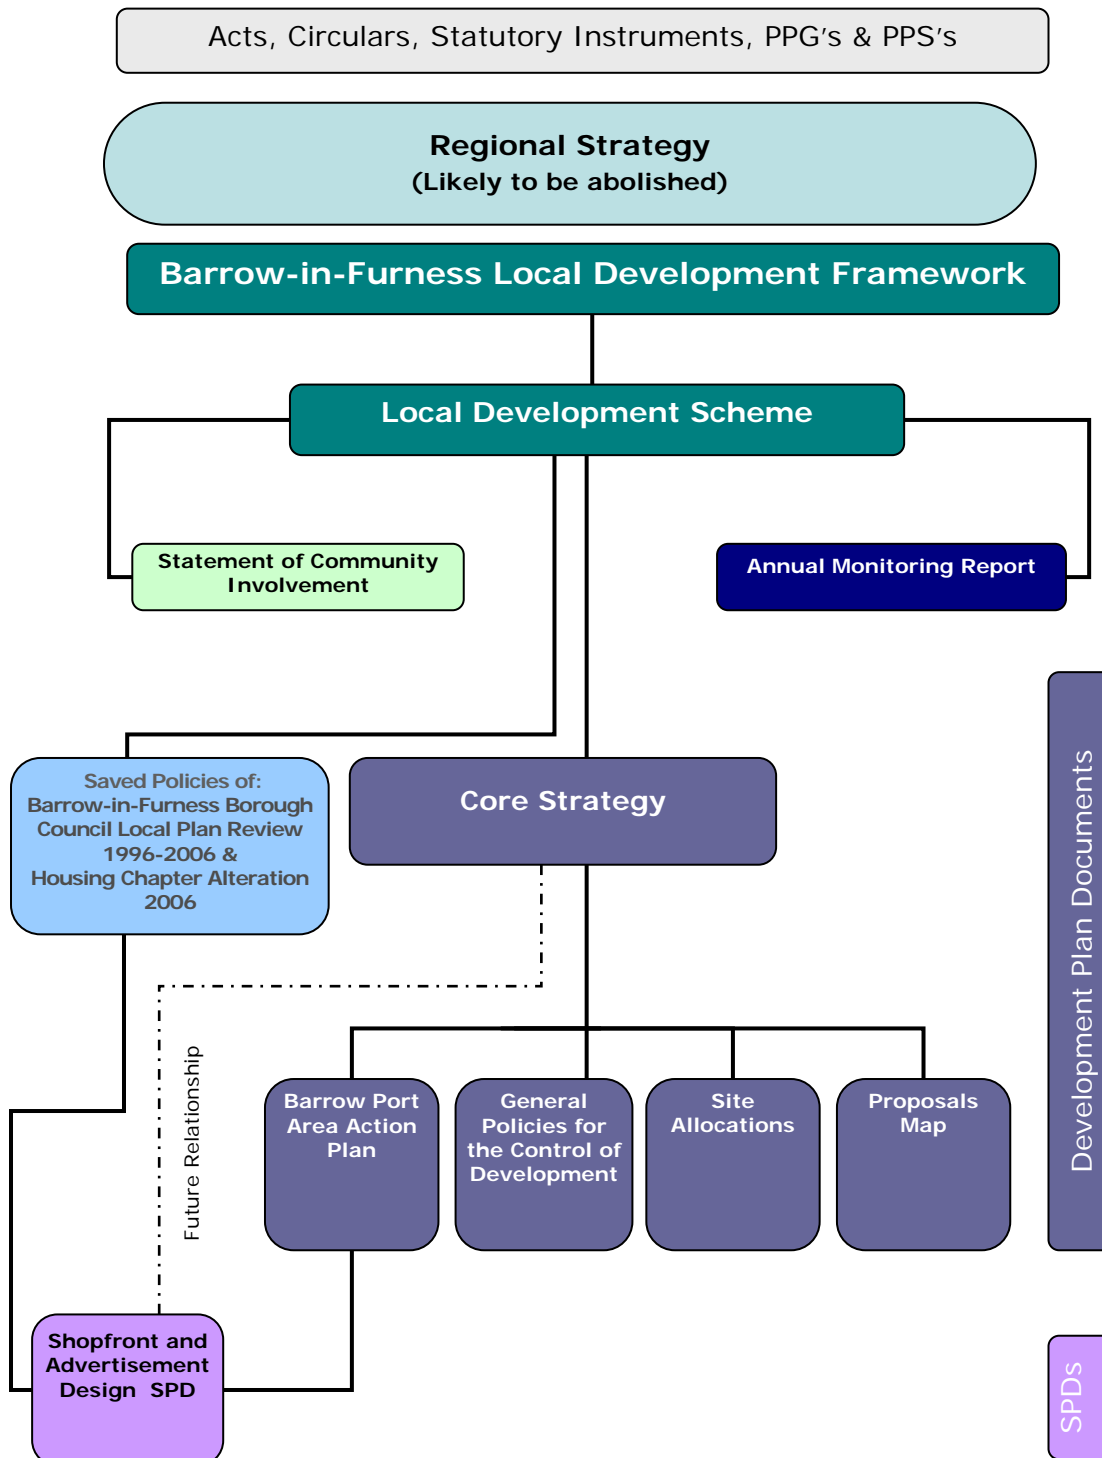 Acts, Circulars, Statutory Instruments, PPG's & PPS's
Regional Strategy
(Likely to be abolished)
Barrow-in-Furness Local Development Framework
Local Development Scheme
Statement of Community
Involvement
Annual Monitoring Report
Saved Policies of:
Barrow-in-Furness Borough
Council Local Plan Review
1996-2006 &
Housing Chapter Alteration
2006
Core Strategy
Development Plan Documents
Future Relationship
Barrow Port
Area Action
Plan
General
Policies for
the Control of
Development
Site
Allocations
Proposals
Map
Shopfront and
Advertisement
Design SPD
SPDs